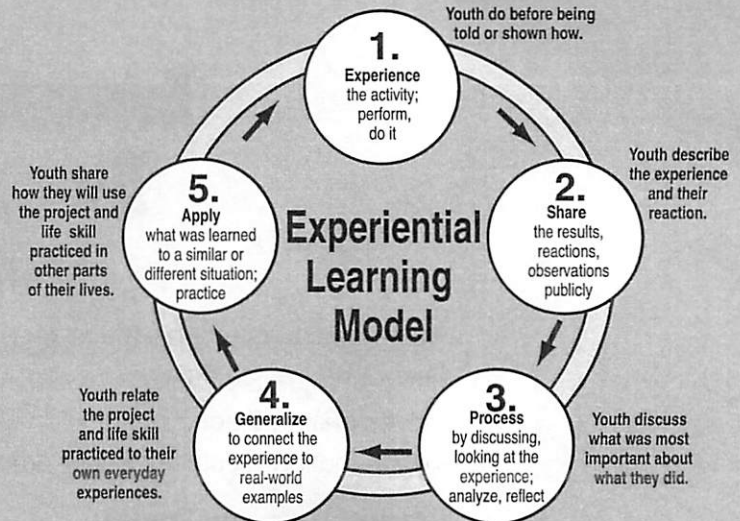 Youth do before being
told or shown how.
1.
Experience
the activity;
perform,
do it
Youth describe
the experience
and their
reaction.
2.
Share
the results,
reactions,
observations
publicly
Experiential
Learning
Model
3.
Process
by discussing,
looking at the
experience;
analyze, reflect
Youth discuss
what was most
important about
what they did.
4.
Generalize
to connect the
experience to
real-world
examples
Youth relate
the project
and life skill
practiced to their
own everyday
experiences.
5.
Apply
what was learned
to a similar or
different situation;
practice
Youth share
how they will use
the project and
life skill
practiced in
other parts
of their lives.